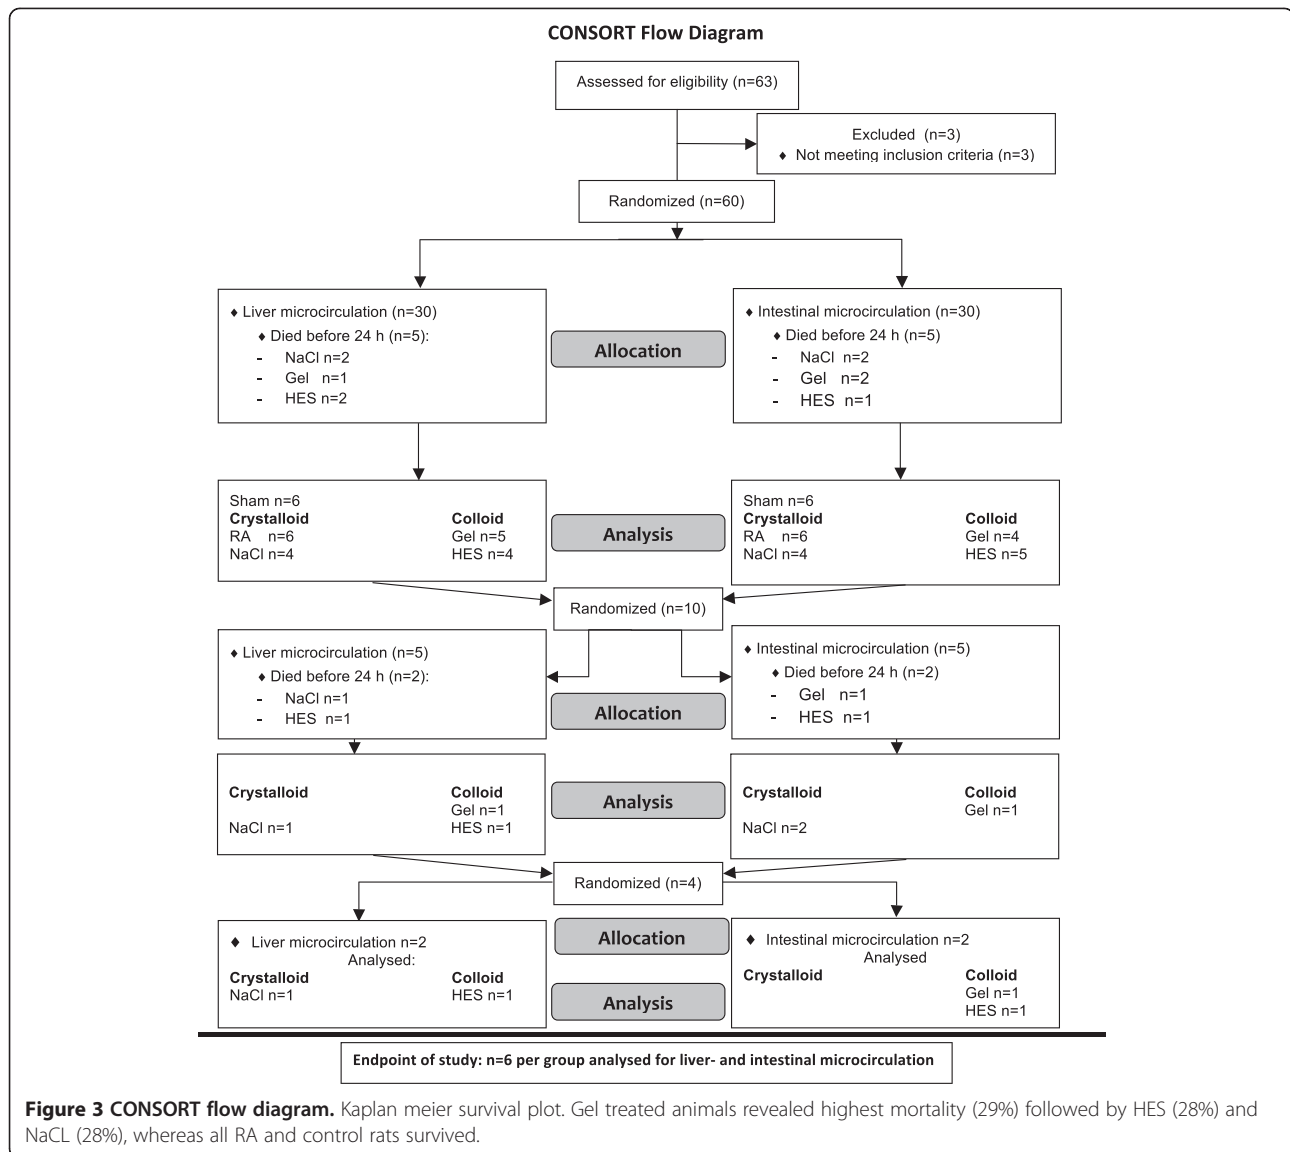 CONSORT Flow Diagram
Assessed for eligibility (n=63)
Excluded (n=3)
♦ Not meeting inclusion criteria (n=3)
Randomized (n=60)
♦ Liver microcirculation (n=30)
♦ Died before 24 h (n=5):
- NaCl n=2
- Gel n=1
- HES n=2
Allocation
♦ Intestinal microcirculation (n=30)
♦ Died before 24 h (n=5)
- NaCl n=2
- Gel n=2
- HES n=1
Sham n=6
Crystalloid Colloid
RA n=6 Gel n=5
NaCl n=4 HES n=4
Analysis
Sham n=6
Crystalloid Colloid
RA n=6 Gel n=4
NaCl n=4 HES n=5
Randomized (n=10)
♦ Liver microcirculation (n=5)
♦ Died before 24 h (n=2):
- NaCl n=1
- HES n=1
Allocation
♦ Intestinal microcirculation (n=5)
♦ Died before 24 h (n=2)
- Gel n=1
- HES n=1
Crystalloid Colloid
Gel n=1
NaCl n=1 HES n=1
Analysis
Crystalloid Colloid
Gel n=1
NaCl n=2
Randomized (n=4)
♦ Liver microcirculation n=2
Analysed:
Crystalloid Colloid
NaCl n=1 HES n=1
Allocation
Analysis
♦ Intestinal microcirculation n=2
Analysed
Crystalloid Colloid
Gel n=1
HES n=1
Endpoint of study: n=6 per group analysed for liver- and intestinal microcirculation
Figure 3 CONSORT flow diagram. Kaplan meier survival plot. Gel treated animals revealed highest mortality (29%) followed by HES (28%) and
NaCL (28%), whereas all RA and control rats survived.